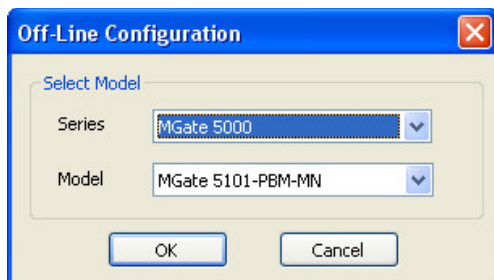 Off-Line Configuration
Select Model
Series MGate 5000
Model MGate 5101-PBM-MN
OK Cancel